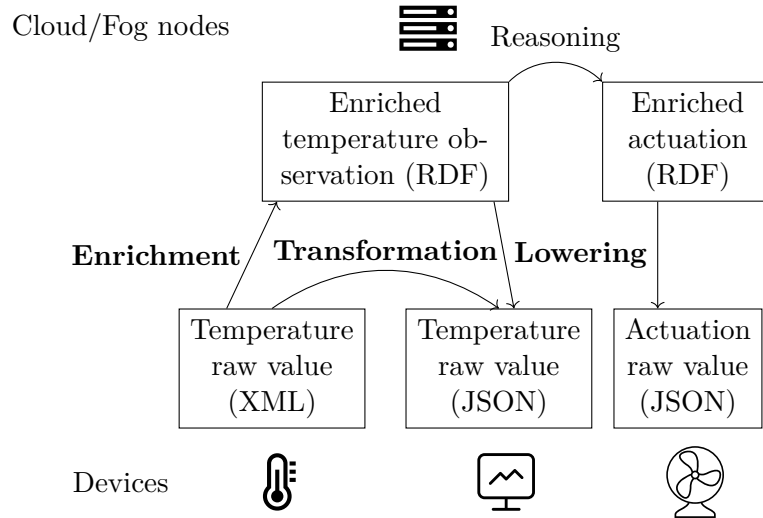 Cloud/Fog nodes
Reasoning
Enriched
temperature ob-
servation (RDF)
Enriched
actuation
(RDF)
Enrichment
Transformation
Lowering
Temperature
raw value
(XML)
Temperature
raw value
(JSON)
Actuation
raw value
(JSON)
Devices